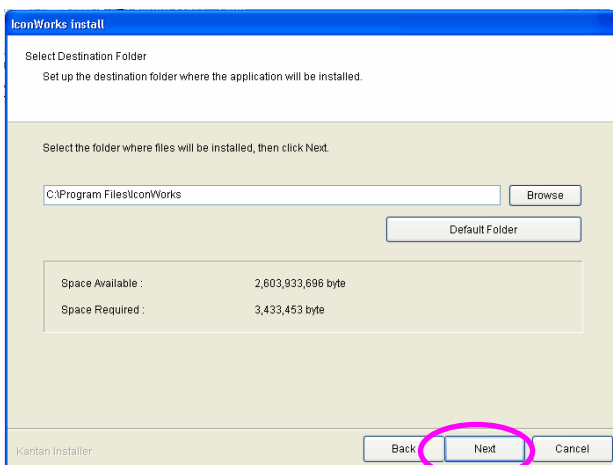 IconWorks install
Select Destination Folder
Set up the destination folder where the application will be installed.
Select the folder where files will be installed, then click Next.
C:\Program Files\IconWorks
Browse
Default Folder
Space Available : 2,603,933,696 byte
Space Required : 3,433,453 byte
Kantan Installer
Back Next Cancel